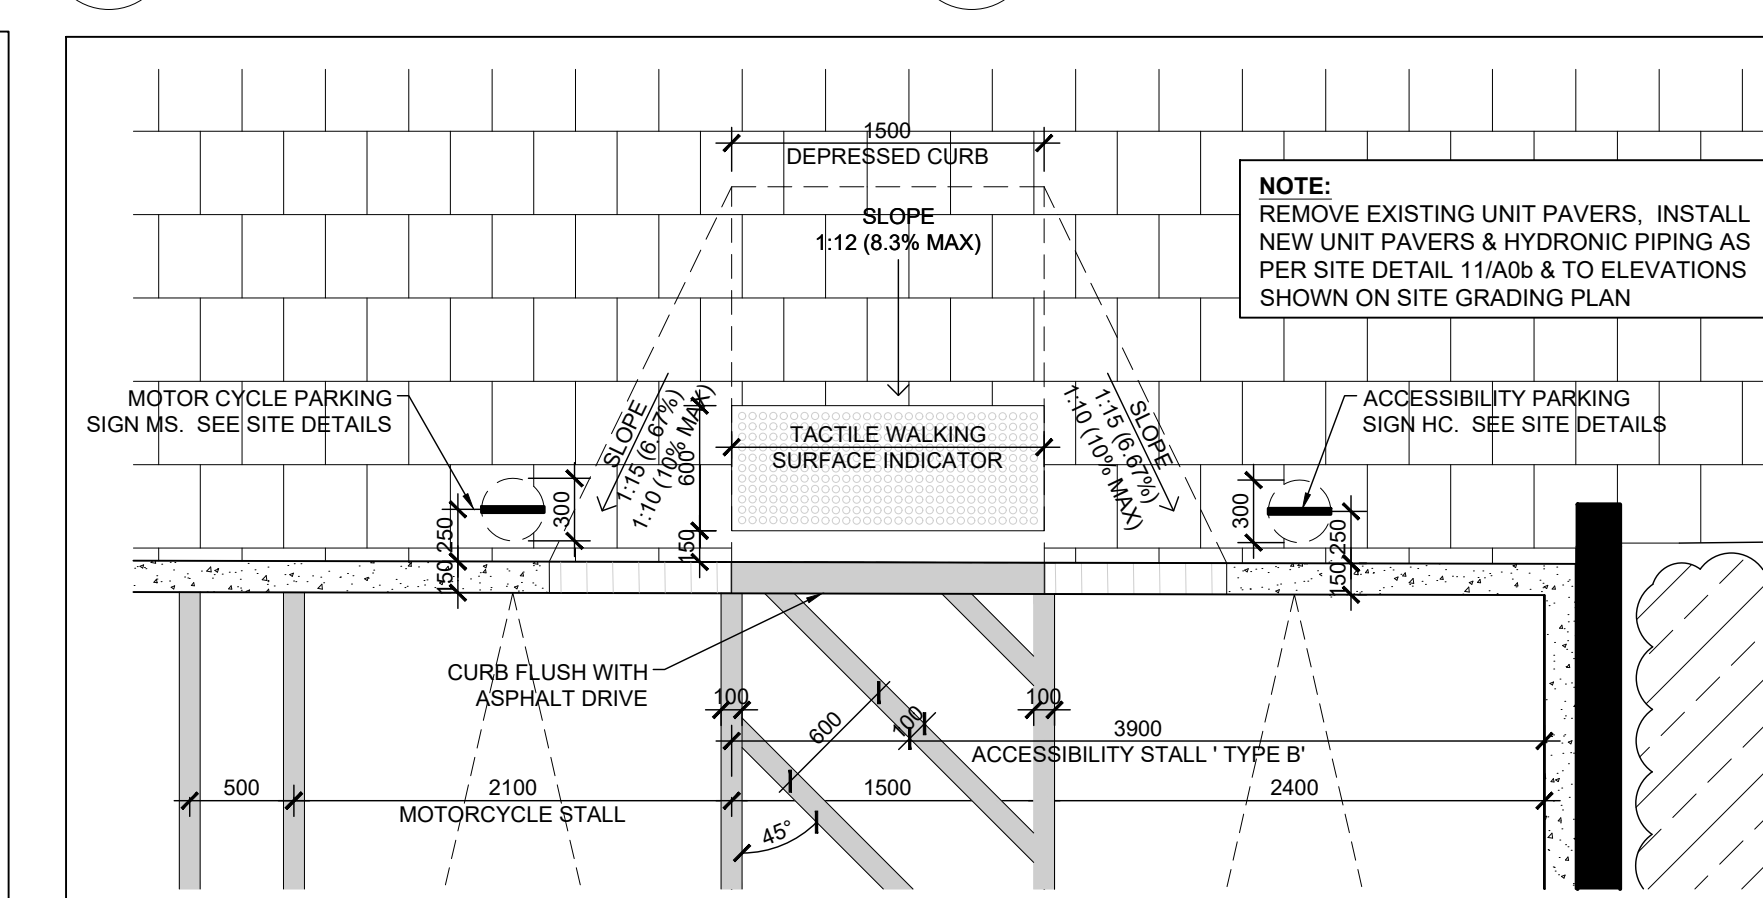 1500
DEPRESSED CURB
SLOPE
1:12 (8.3% MAX)
NOTE:
REMOVE EXISTING UNIT PAVERS, INSTALL
NEW UNIT PAVERS & HYDRONIC PIPING AS
PER SITE DETAIL 11/A0b & TO ELEVATIONS
SHOWN ON SITE GRADING PLAN
MOTOR CYCLE PARKING
SIGN MS. SEE SITE DETAILS
SLOPE
1:15 (6.67%)
1:10 (10% MAX)
600
TACTILE WALKING
SURFACE INDICATOR
SLOPE
1:15 (6.67%)
1:10 (10% MAX)
ACCESSIBILITY PARKING
SIGN HC. SEE SITE DETAILS
300
250
150
150
300
250
150
CURB FLUSH WITH
ASPHALT DRIVE
100
600
100
100
3900
ACCESSIBILITY STALL ' TYPE B'
500
2100
MOTORCYCLE STALL
1500
2400
45°